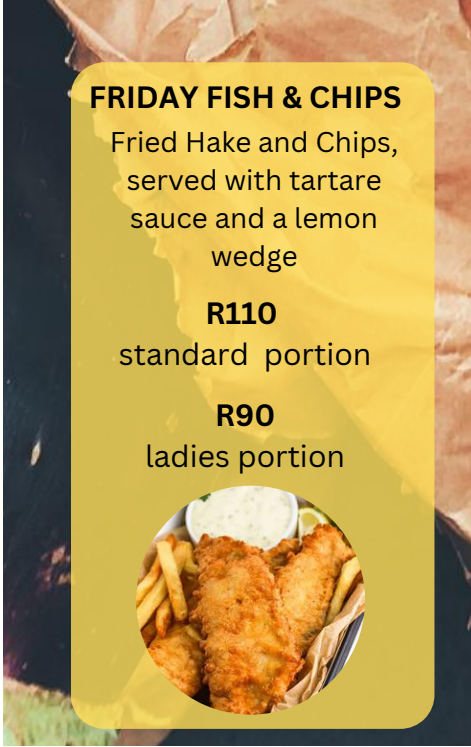 FRIDAY FISH & CHIPS
Fried Hake and Chips,
served with tartare
sauce and a lemon
wedge
R110
standard portion
R90
ladies portion